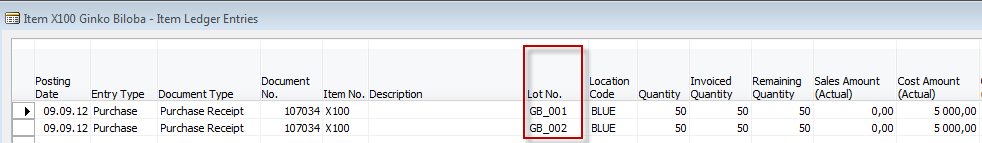 Item X100 Ginko Biloba - Item Ledger Entries
Posting Date Entry Type Document Type Document No. Item No. Description Lot No. Location Code Quantity Invoiced Quantity Remaining Quantity Sales Amount (Actual) Cost Amount (Actual)
09.09.12 Purchase Purchase Receipt 107034 X100 GB_001 BLUE 50 50 50 0,00 5 000,00
09.09.12 Purchase Purchase Receipt 107034 X100 GB_002 BLUE 50 50 50 0,00 5 000,00